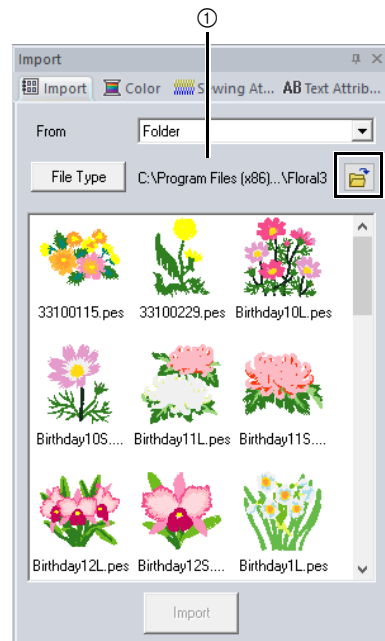 ①
Import
Import Color Sewing At... AB Text Attrib...
From Folder
File Type C:\Program Files (x86)...\Floral3
33100115.pes 33100229.pes Birthday10L.pes
Birthday10S.... Birthday11L.pes Birthday11S....
Birthday12L.pes Birthday12S.... Birthday1L.pes
Import